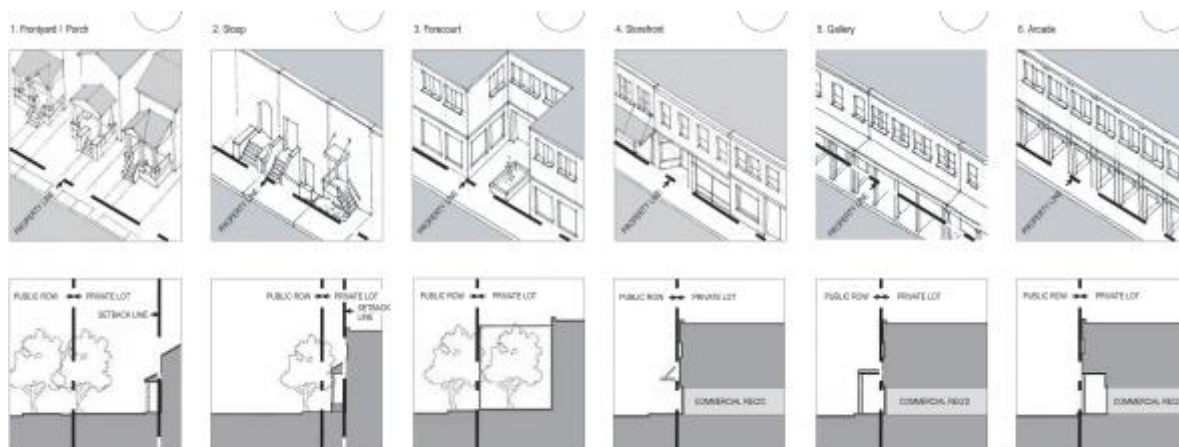 1. Frontyard / Porch
2. Stoop
3. Forecourt
4. Storefront
5. Gallery
6. Arcade
PROPERTY LINE
PROPERTY LINE
PROPERTY LINE
PROPERTY LINE
PROPERTY LINE
PROPERTY LINE
PUBLIC ROW PRIVATE LOT
SETBACK LINE
PUBLIC ROW PRIVATE LOT
SETBACK
LINE
PUBLIC ROW PRIVATE LOT
PUBLIC ROW PRIVATE LOT
COMMERCIAL REQ'D
PUBLIC ROW PRIVATE LOT
COMMERCIAL REQ'D
PUBLIC ROW PRIVATE LOT
COMMERCIAL REQ'D